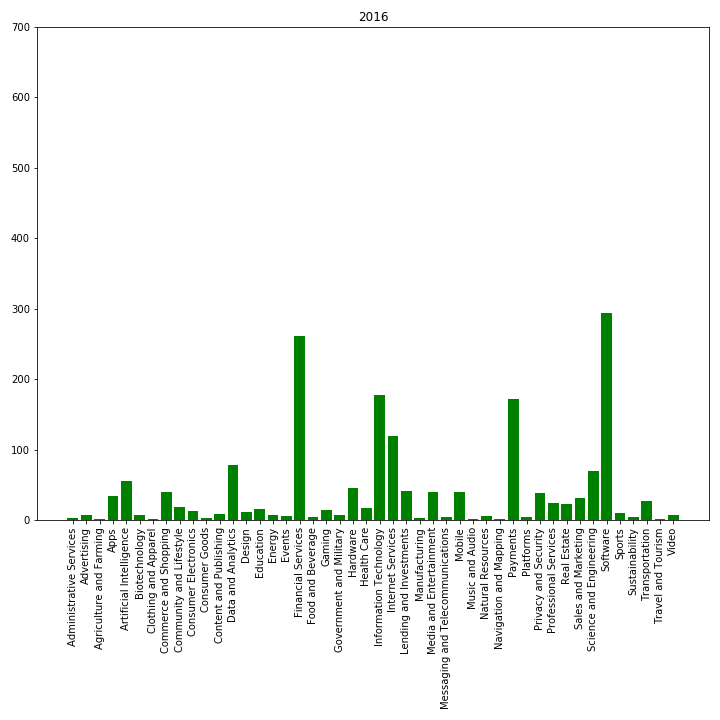 2016
700
600
500
400
300
200
100
0
Administrative Services
Advertising
Agriculture and Farming
Apps
Artificial Intelligence
Biotechnology
Clothing and Apparel
Commerce and Shopping
Community and Lifestyle
Consumer Electronics
Consumer Goods
Content and Publishing
Data and Analytics
Design
Education
Energy
Events
Financial Services
Food and Beverage
Gaming
Government and Military
Hardware
Health Care
Information Technology
Internet Services
Lending and Investments
Manufacturing
Media and Entertainment
Messaging and Telecommunications
Mobile
Music and Audio
Natural Resources
Navigation and Mapping
Payments
Platforms
Privacy and Security
Professional Services
Real Estate
Sales and Marketing
Science and Engineering
Software
Sports
Sustainability
Transportation
Travel and Tourism
Video